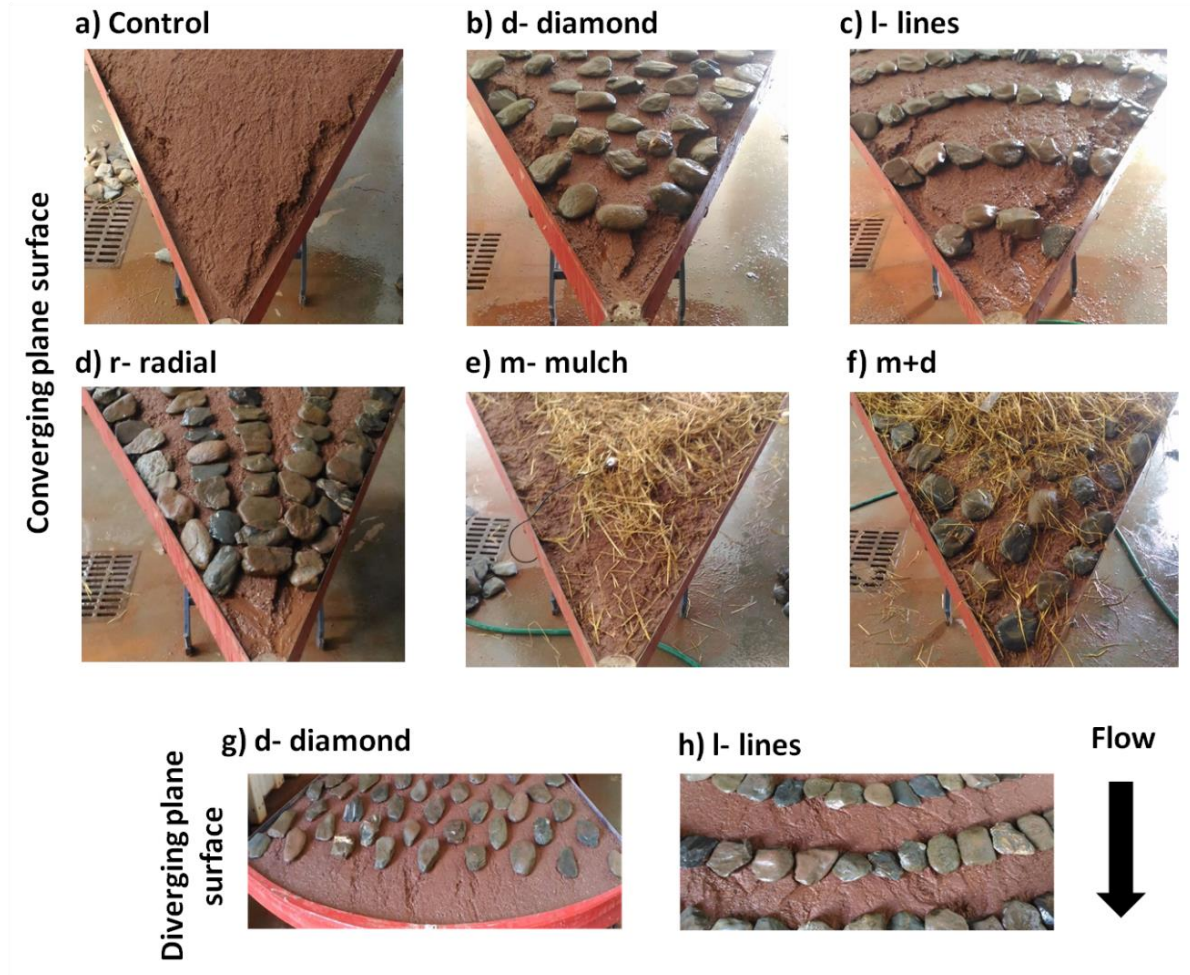 a) Control
b) d- diamond
c) l- lines
Converging plane surface
d) r- radial
e) m- mulch
f) m+d
g) d- diamond
h) l- lines
Flow
Diverging plane
surface